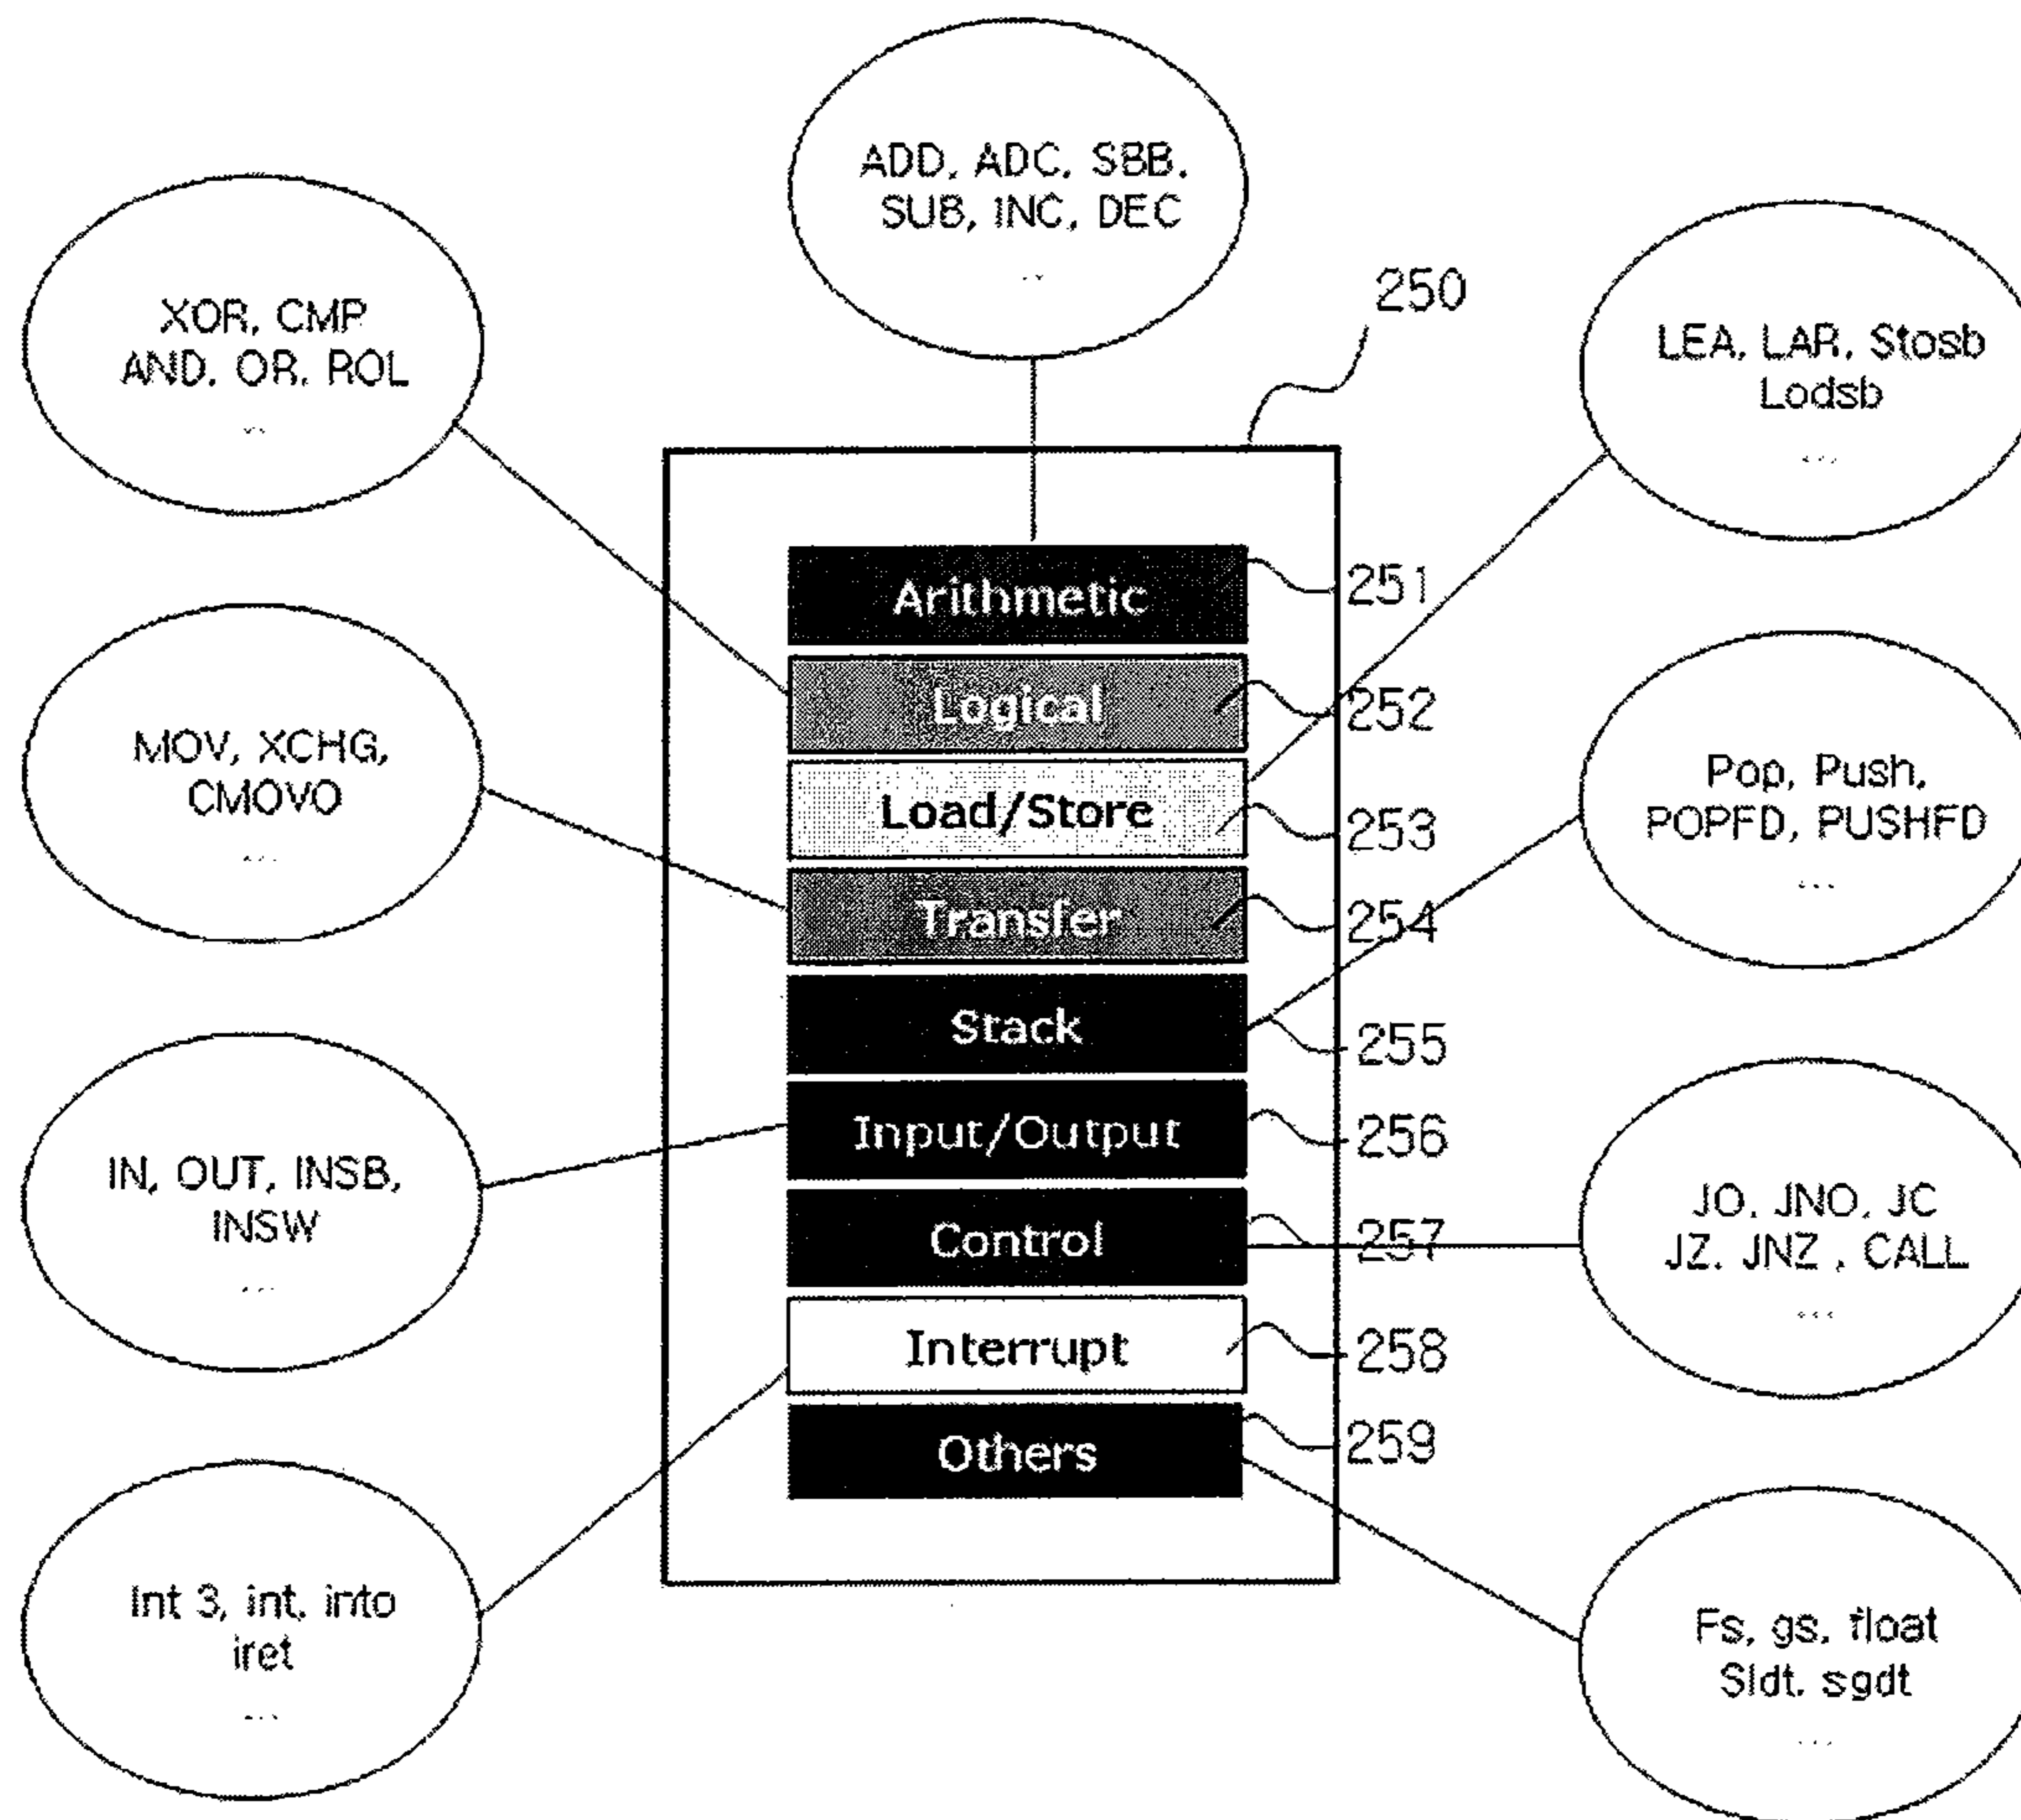 ADD, ADC, SBB,
SUB, INC, DEC
...
XOR, CMP
AND, OR, ROL
...
250
LEA, LAR, Stosb
Lodsb
...
Arithmetic
251
Logical
252
Load/Store
253
Transfer
254
Stack
255
Input/Output
256
Control
257
Interrupt
258
Others
259
MOV, XCHG,
CMOVO
...
Pop, Push,
POPFD, PUSHFD
...
IN, OUT, INSB,
INSW
...
JO, JNO, JC
JZ, JNZ , CALL
...
Int 3, int, into
iret
...
Fs, gs, float
Sldt, sgdt
...